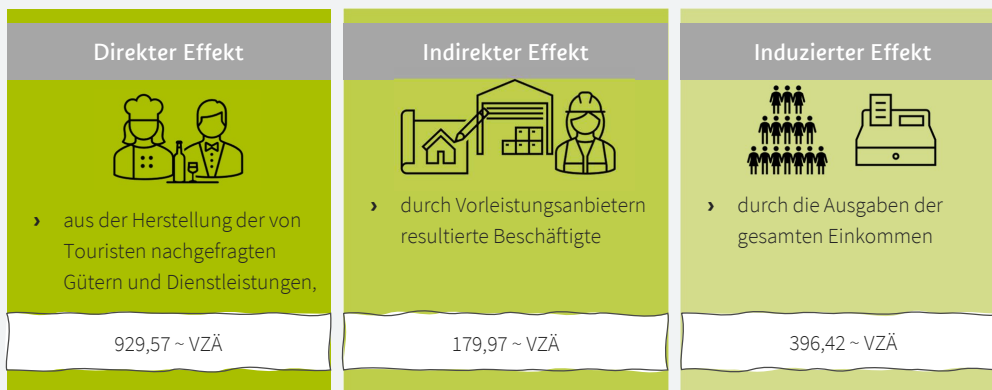 Direkter Effekt
› aus der Herstellung der von
Touristen nachgefragten
Gütern und Dienstleistungen,
929,57 ~ VZÄ
Indirekter Effekt
› durch Vorleistungsanbietern
resultierte Beschäftigte
179,97 ~ VZÄ
Induzierter Effekt
› durch die Ausgaben der
gesamten Einkommen
396,42 ~ VZÄ